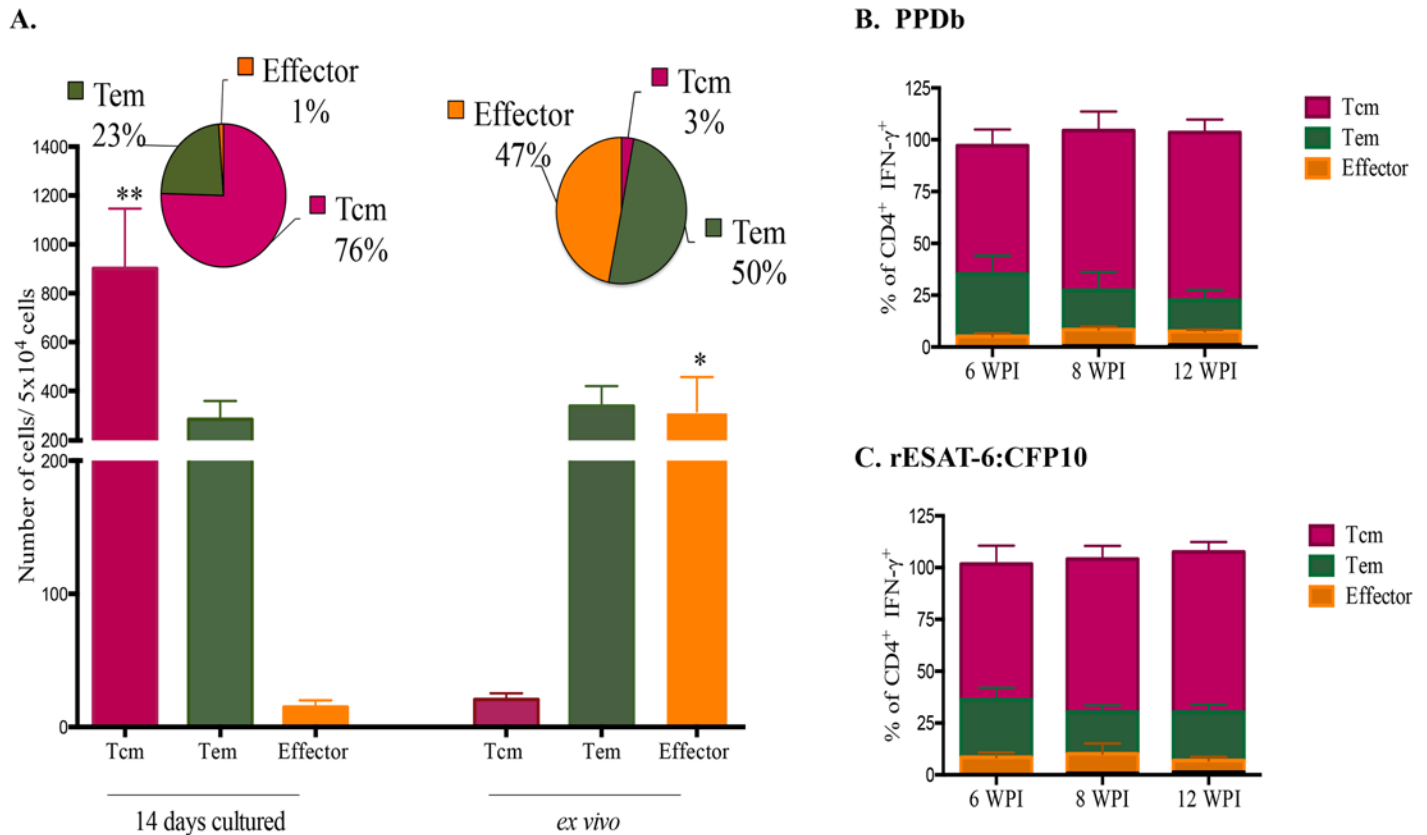 A.
Effector
1%
Tem
23%
Tcm
76%
Effector
47%
Tcm
3%
Tem
50%
**
*
1400
1200
1000
800
600
400
200
200
100
0
Number of cells/ 5x10⁴ cells
Tcm
Tem
Effector
Tcm
Tem
Effector
14 days cultured
ex vivo
B. PPDb
125
100
75
50
25
0
% of CD4⁺ IFN-γ⁺
6 WPI
8 WPI
12 WPI
Tcm
Tem
Effector
C. rESAT-6:CFP10
125
100
75
50
25
0
% of CD4⁺ IFN-γ⁺
6 WPI
8 WPI
12 WPI
Tcm
Tem
Effector